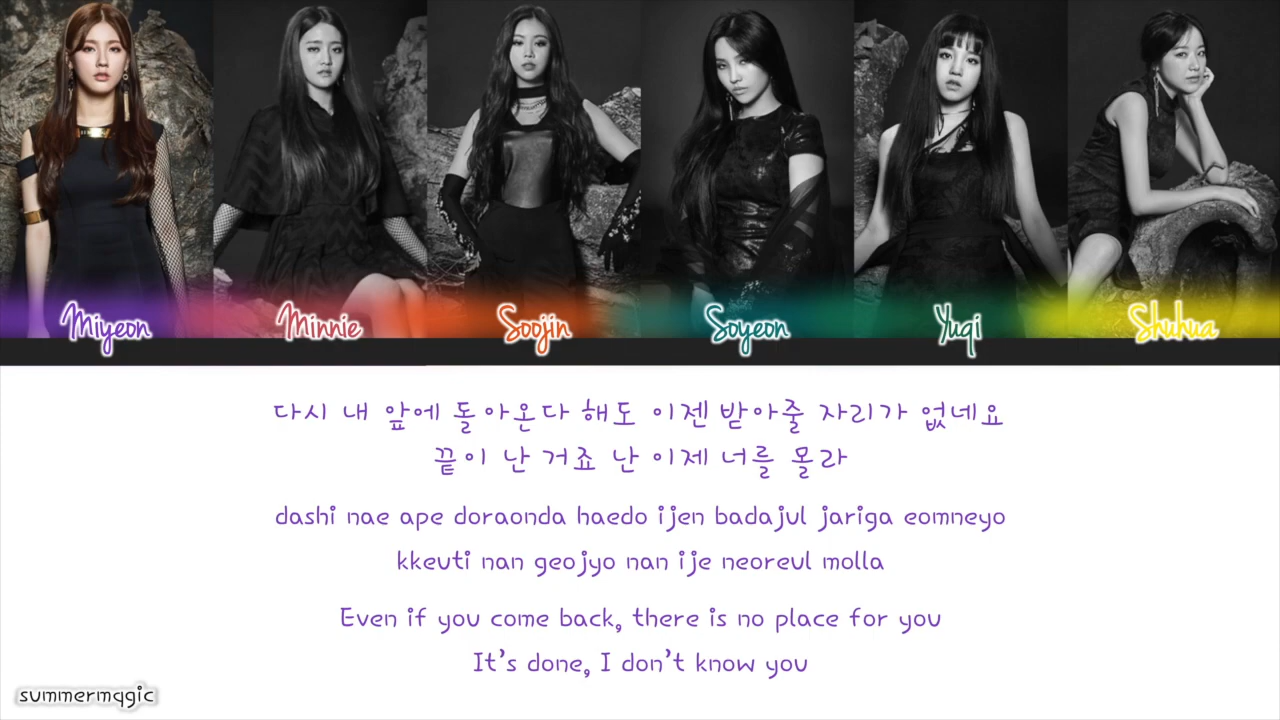 Miyeon Minnie Soojin Soyeon Yuqi Shuhua
다시 내 앞에 돌아온다 해도 이젠 받아줄 자리가 없네요
끝이 난 거죠 난 이제 너를 몰라
dashi nae ape doraonda haedo ijen badajul jariga eomneyo
kkeuti nan geojyo nan ije neoreul molla
Even if you come back, there is no place for you
It's done, I don't know you
summermqgic